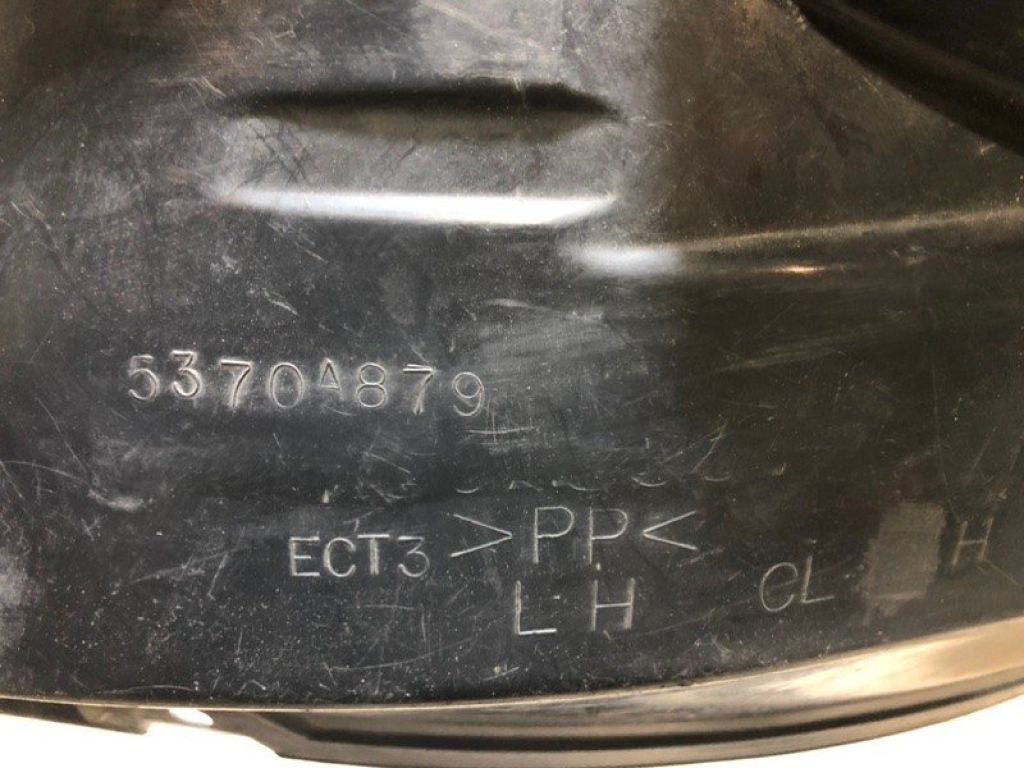 5370A879
ECT3 >PP<
LH
CL H